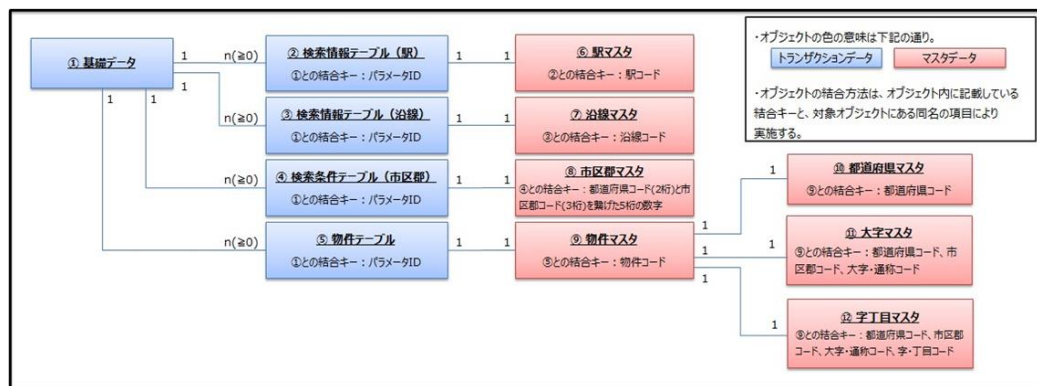 ① 基礎データ
1
n(≧0)
② 検索情報テーブル（駅）
①との結合キー：パラメータID
1
1
⑥ 駅マスタ
②との結合キー：駅コード
1
n(≧0)
③ 検索情報テーブル（沿線）
①との結合キー：パラメータID
1
1
⑦ 沿線マスタ
③との結合キー：沿線コード
1
n(≧0)
④ 検索条件テーブル（市区郡）
①との結合キー：パラメータID
1
1
⑧ 市区郡マスタ
④との結合キー：都道府県コード(2桁)と市
区郡コード(3桁)を繋げた5桁の数字
1
n(≧0)
⑤ 物件テーブル
①との結合キー：パラメータID
1
1
⑨ 物件マスタ
⑤との結合キー：物件コード
1
1
⑩ 都道府県マスタ
⑨との結合キー：都道府県コード
1
1
⑪ 大字マスタ
⑨との結合キー：都道府県コード、市
区郡コード、大字・通称コード
1
1
⑫ 字丁目マスタ
⑨との結合キー：都道府県コード、市区郡
コード、大字・通称コード、字・丁目コード
・オブジェクトの色の意味は下記の通り。
トランザクションデータ
マスタデータ
・オブジェクトの結合方法は、オブジェクト内に記載している
結合キーと、対象オブジェクトにある同名の項目により
実施する。